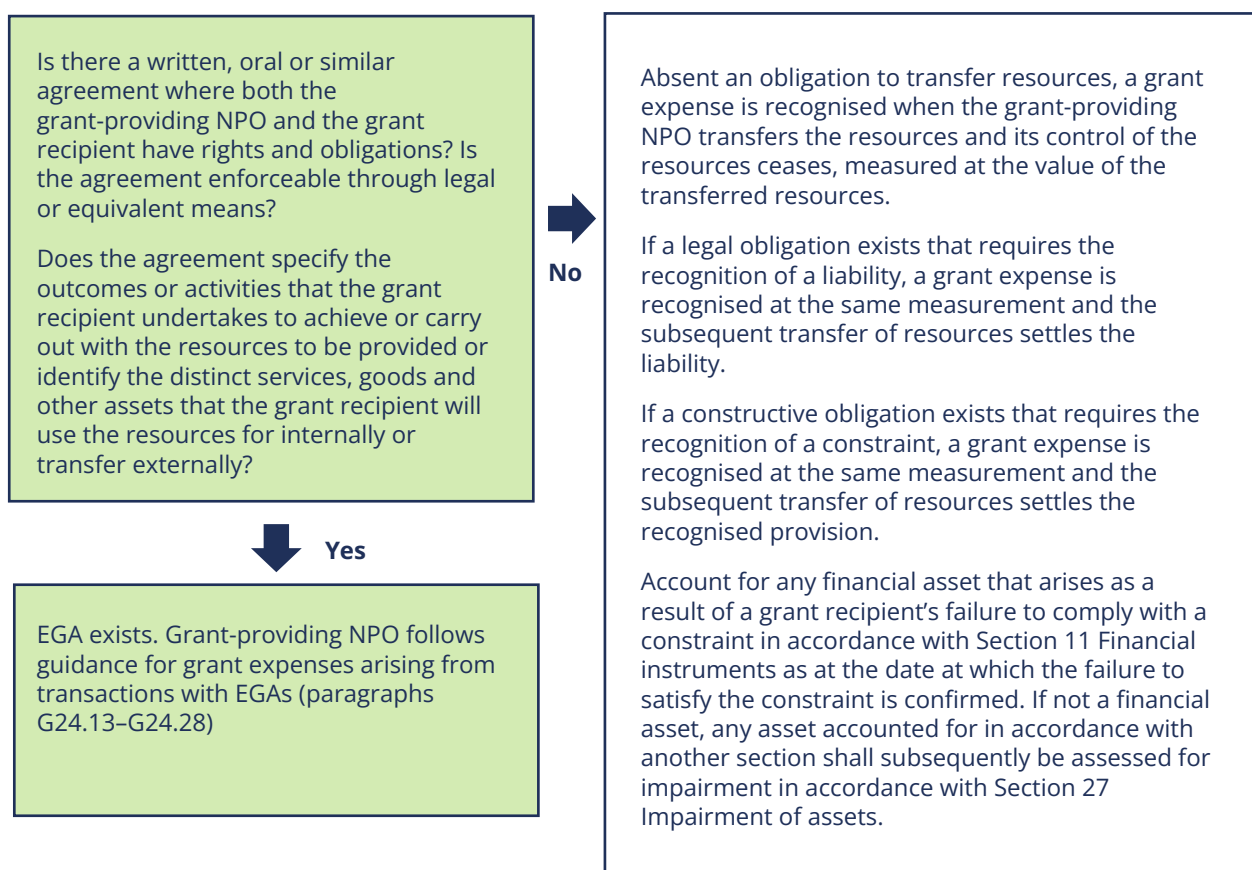 Is there a written, oral or similar
agreement where both the
grant-providing NPO and the grant
recipient have rights and obligations? Is
the agreement enforceable through legal
or equivalent means?
Does the agreement specify the
outcomes or activities that the grant
recipient undertakes to achieve or carry
out with the resources to be provided or
identify the distinct services, goods and
other assets that the grant recipient will
use the resources for internally or
transfer externally?
No
Absent an obligation to transfer resources, a grant
expense is recognised when the grant-providing
NPO transfers the resources and its control of the
resources ceases, measured at the value of the
transferred resources.
If a legal obligation exists that requires the
recognition of a liability, a grant expense is
recognised at the same measurement and the
subsequent transfer of resources settles the
liability.
If a constructive obligation exists that requires the
recognition of a constraint, a grant expense is
recognised at the same measurement and the
subsequent transfer of resources settles the
recognised provision.
Account for any financial asset that arises as a
result of a grant recipient’s failure to comply with a
constraint in accordance with Section 11 Financial
instruments as at the date at which the failure to
satisfy the constraint is confirmed. If not a financial
asset, any asset accounted for in accordance with
another section shall subsequently be assessed for
impairment in accordance with Section 27
Impairment of assets.
Yes
EGA exists. Grant-providing NPO follows
guidance for grant expenses arising from
transactions with EGAs (paragraphs
G24.13–G24.28)